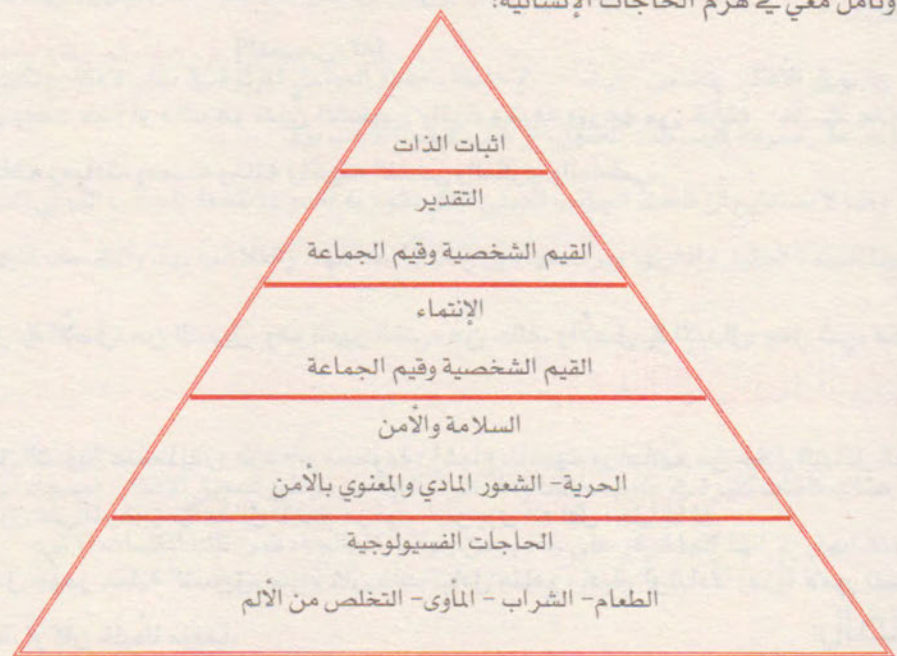 وتأمل معي في هرم الحاجات الإنسانية:
اثبات الذات
التقدير
القيم الشخصية وقيم الجماعة
الإنتماء
القيم الشخصية وقيم الجماعة
السلامة والأمن
الحرية- الشعور المادي والمعنوي بالأمن
الحاجات الفسيولوجية
الطعام- الشراب - المأوى- التخلص من الألم